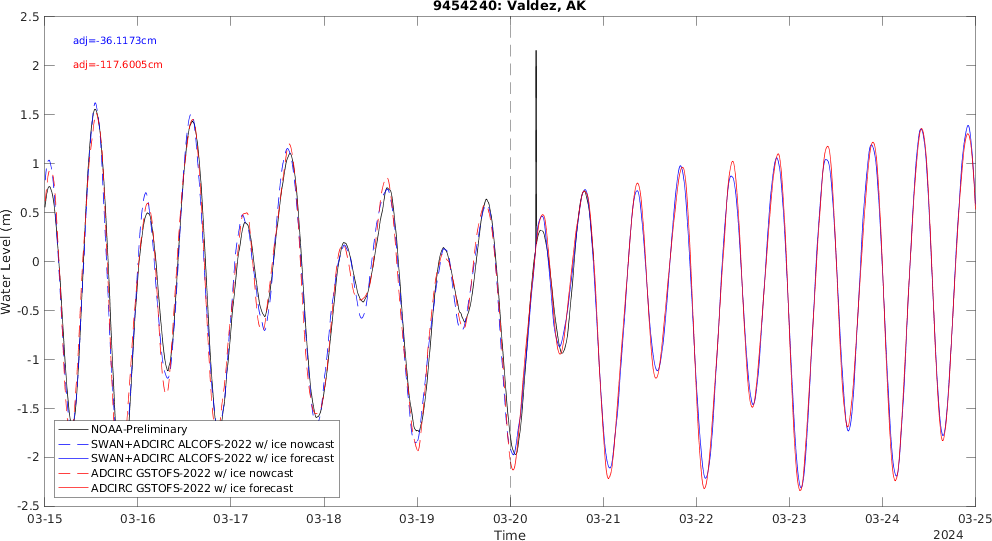 9454240: Valdez, AK
adj=-36.1173cm
adj=-117.6005cm
Water Level (m)
2.5
2
1.5
1
0.5
0
-0.5
-1
-1.5
-2
-2.5
NOAA-Preliminary
SWAN+ADCIRC ALCOFS-2022 w/ ice nowcast
SWAN+ADCIRC ALCOFS-2022 w/ ice forecast
ADCIRC GSTOFS-2022 w/ ice nowcast
ADCIRC GSTOFS-2022 w/ ice forecast
03-15 03-16 03-17 03-18 03-19 03-20 03-21 03-22 03-23 03-24 03-25
Time
2024